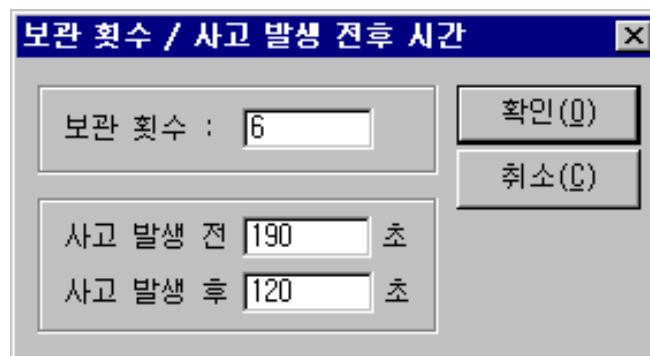 보관 횟수 / 사고 발생 전후 시간
보관 횟수 : 6
확인(O)
취소(C)
사고 발생 전 190 초
사고 발생 후 120 초